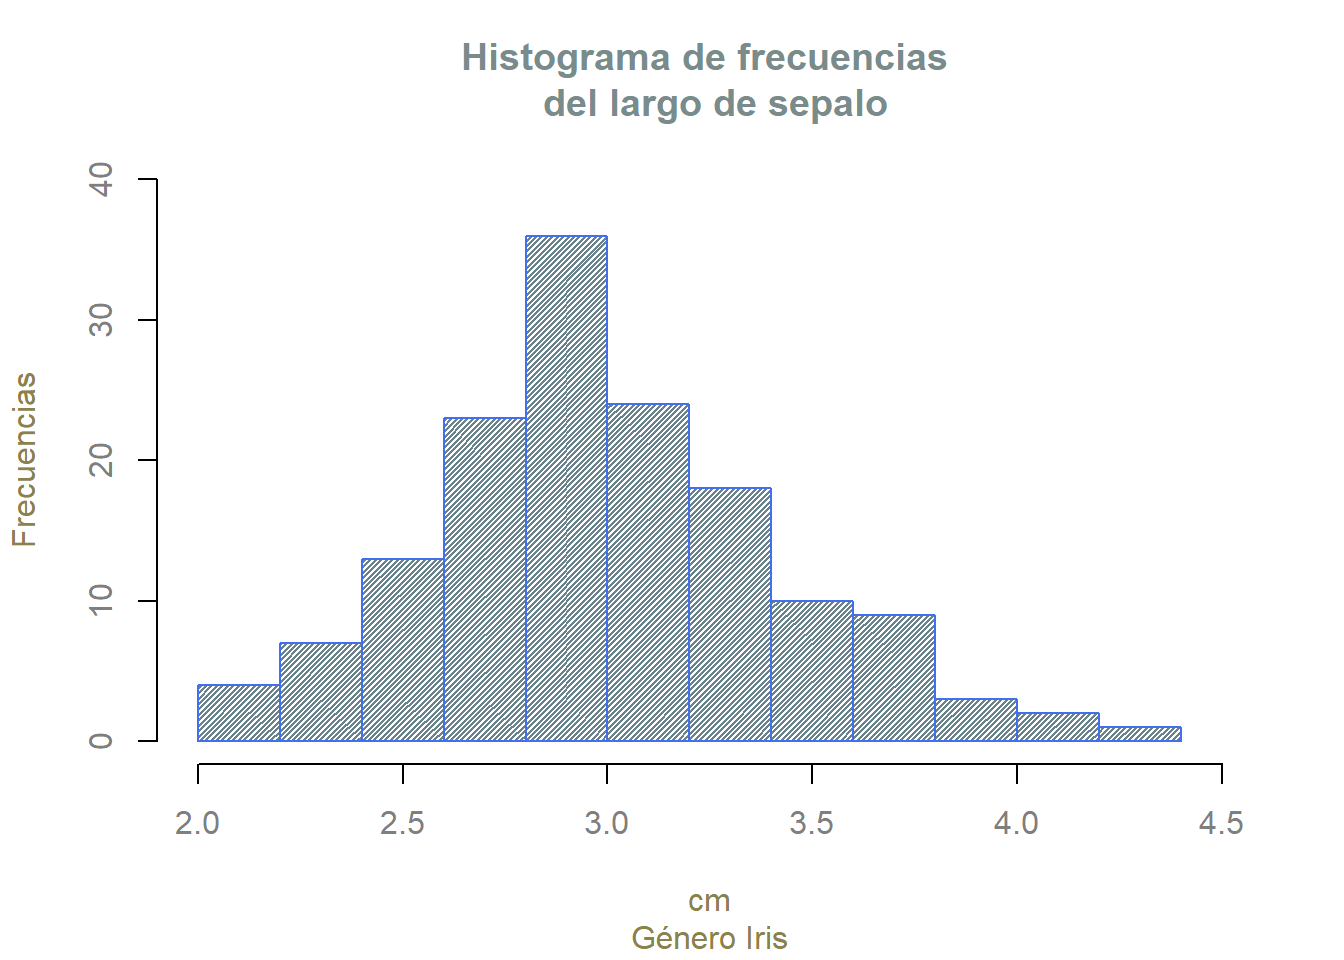 Histograma de frecuencias
del largo de sepalo
40
30
20
10
0
Frecuencias
2.0 2.5 3.0 3.5 4.0 4.5
cm
Género Iris